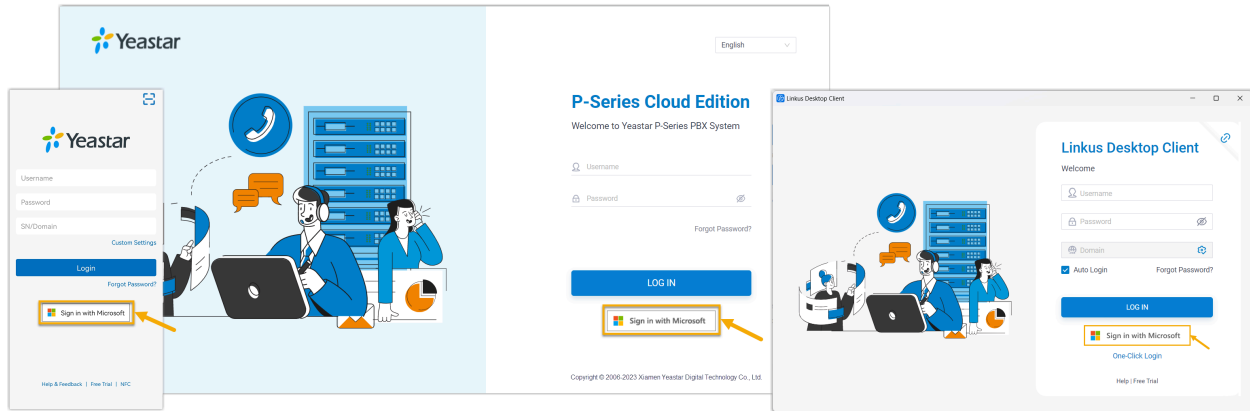 Yeastar
Username
Password
SN/Domain
Custom Settings
Login
Forgot Password?
Sign in with Microsoft
Help & Feedback | Free Trial | NFC
Yeastar
English
P-Series Cloud Edition
Welcome to Yeastar P-Series PBX System
Username
Password
Forgot Password?
LOG IN
Sign in with Microsoft
Copyright © 2006-2023 Xiamen Yeastar Digital Technology Co., Ltd.
Linkus Desktop Client
Linkus Desktop Client
Welcome
Username
Password
Domain
Auto Login Forgot Password?
LOG IN
Sign in with Microsoft
One-Click Login
Help | Free Trial